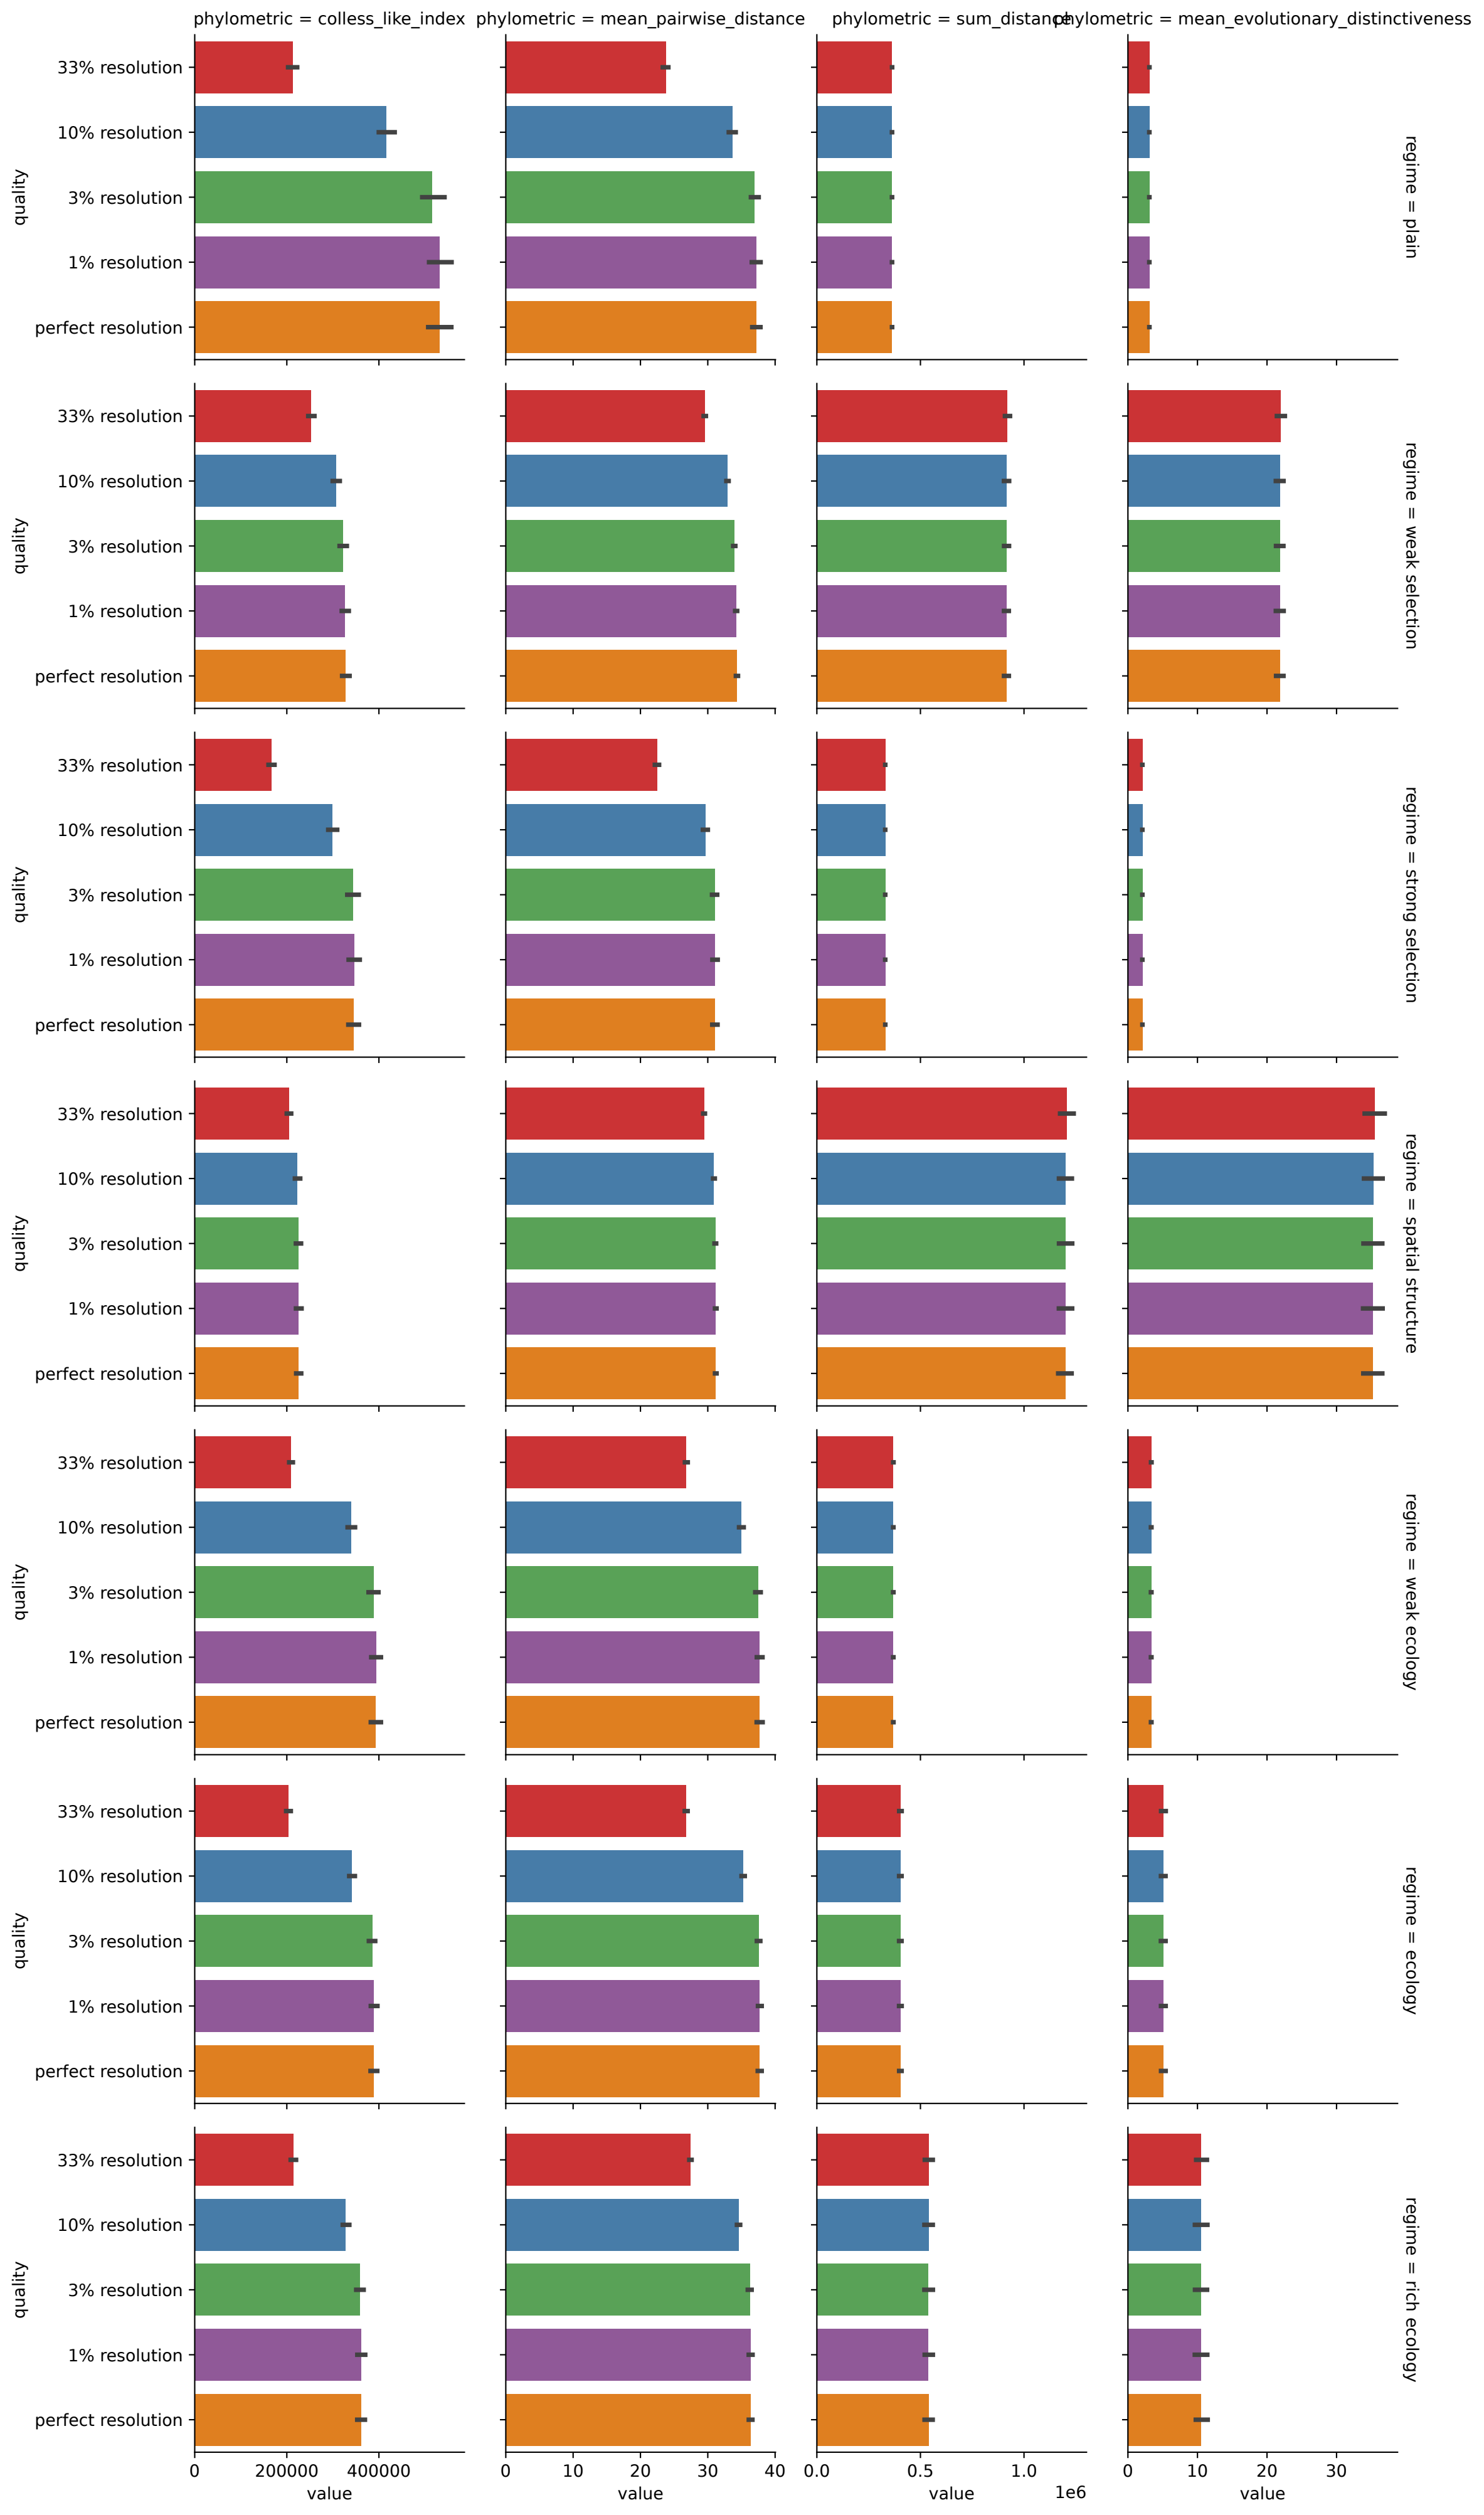 phylometric = colless_like_index
phylometric = mean_pairwise_distance
phylometric = sum_distance
phylometric = mean_evolutionary_distinctiveness
quality
33% resolution
10% resolution
3% resolution
1% resolution
perfect resolution
regime = plain
quality
33% resolution
10% resolution
3% resolution
1% resolution
perfect resolution
regime = weak selection
quality
33% resolution
10% resolution
3% resolution
1% resolution
perfect resolution
regime = strong selection
quality
33% resolution
10% resolution
3% resolution
1% resolution
perfect resolution
regime = spatial structure
quality
33% resolution
10% resolution
3% resolution
1% resolution
perfect resolution
regime = weak ecology
quality
33% resolution
10% resolution
3% resolution
1% resolution
perfect resolution
regime = ecology
quality
33% resolution
10% resolution
3% resolution
1% resolution
perfect resolution
regime = rich ecology
0 200000 400000
value
0 10 20 30 40
value
0.0 0.5 1.0
1e6
value
0 10 20 30
value